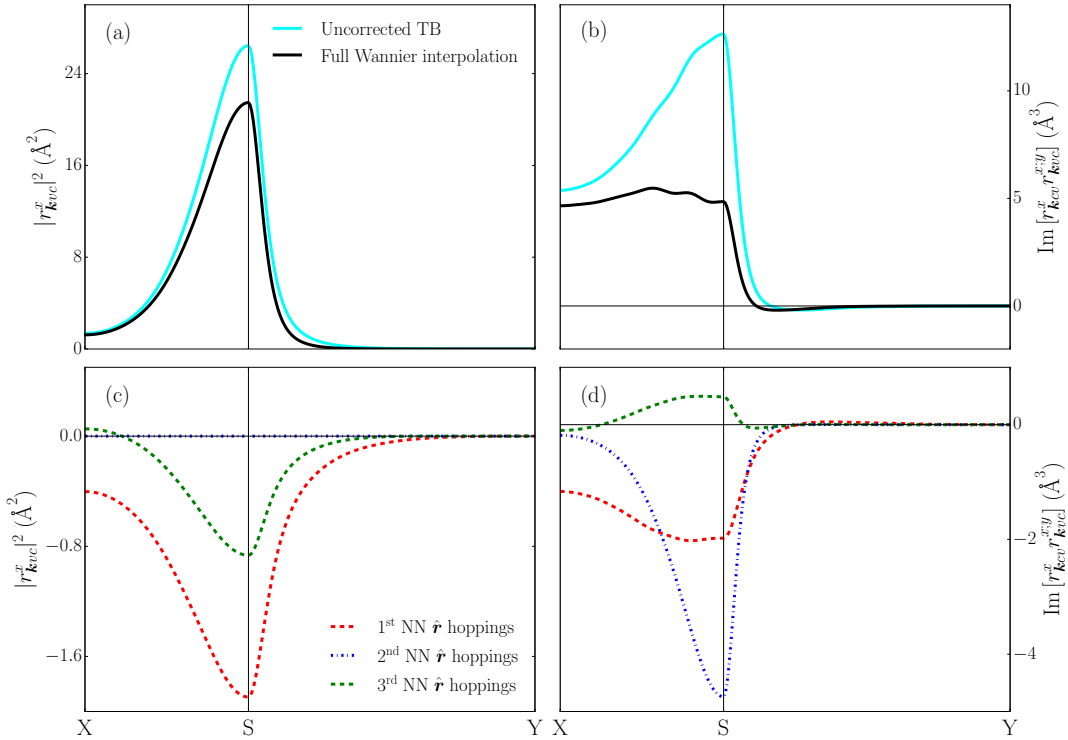 (a)
Uncorrected TB
Full Wannier interpolation
24
16
8
0
|r^x_{kvc}|^2 (Å^2)
(b)
10
5
0
Im [r^x_{kcv} r^{x;y}_{kvc}] (Å^3)
(c)
0.0
−0.8
−1.6
|r^x_{kvc}|^2 (Å^2)
1^st NN r̂ hoppings
2^nd NN r̂ hoppings
3^rd NN r̂ hoppings
X
S
Y
(d)
0
−2
−4
Im [r^x_{kcv} r^{x;y}_{kvc}] (Å^3)
X
S
Y